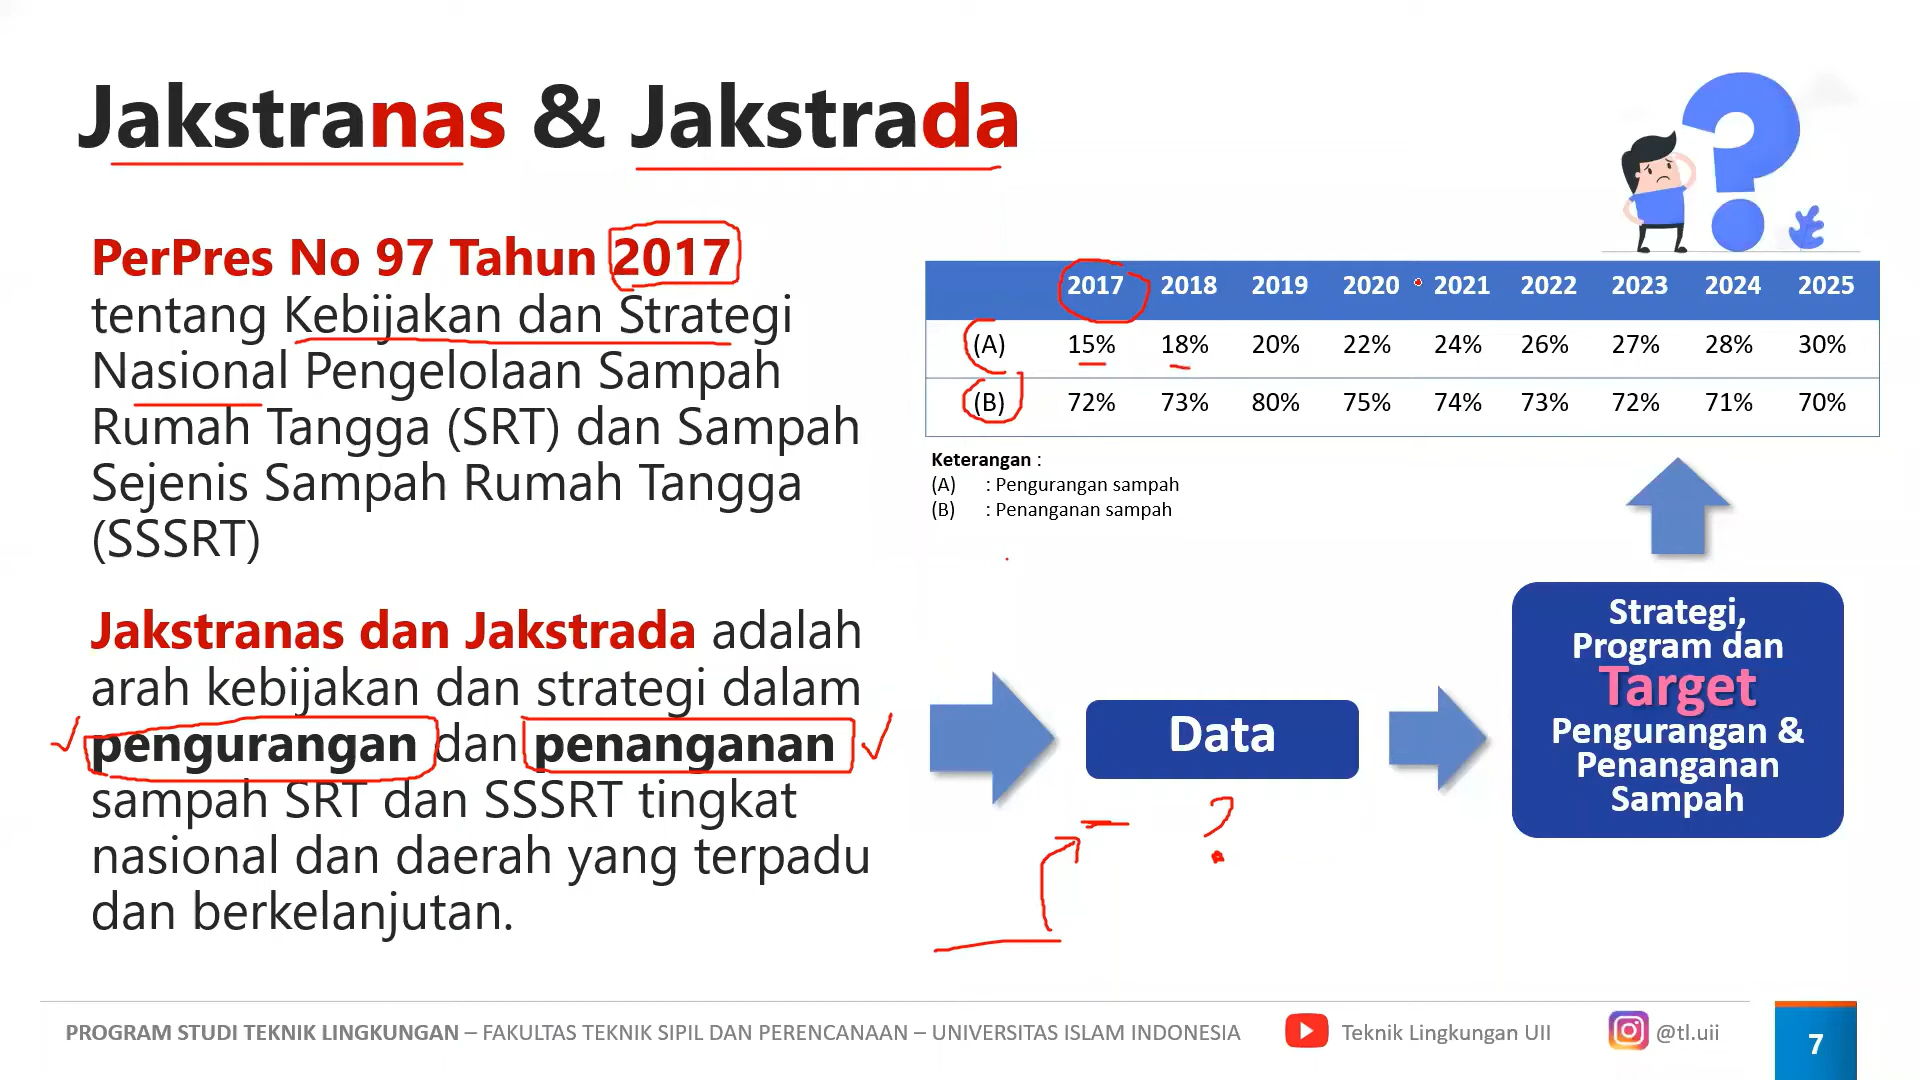 Jakstranas & Jakstrada
PerPres No 97 Tahun 2017
tentang Kebijakan dan Strategi
Nasional Pengelolaan Sampah
Rumah Tangga (SRT) dan Sampah
Sejenis Sampah Rumah Tangga
(SSSRT)
Jakstranas dan Jakstrada adalah
arah kebijakan dan strategi dalam
pengurangan dan penanganan
sampah SRT dan SSSRT tingkat
nasional dan daerah yang terpadu
dan berkelanjutan.
2017 2018 2019 2020 2021 2022 2023 2024 2025
(A) 15% 18% 20% 22% 24% 26% 27% 28% 30%
(B) 72% 73% 80% 75% 74% 73% 72% 71% 70%
Keterangan :
(A) : Pengurangan sampah
(B) : Penanganan sampah
Data
?
Strategi,
Program dan
Target
Pengurangan &
Penanganan
Sampah
PROGRAM STUDI TEKNIK LINGKUNGAN – FAKULTAS TEKNIK SIPIL DAN PERENCANAAN – UNIVERSITAS ISLAM INDONESIA
Teknik Lingkungan UII
@tl.uii
7